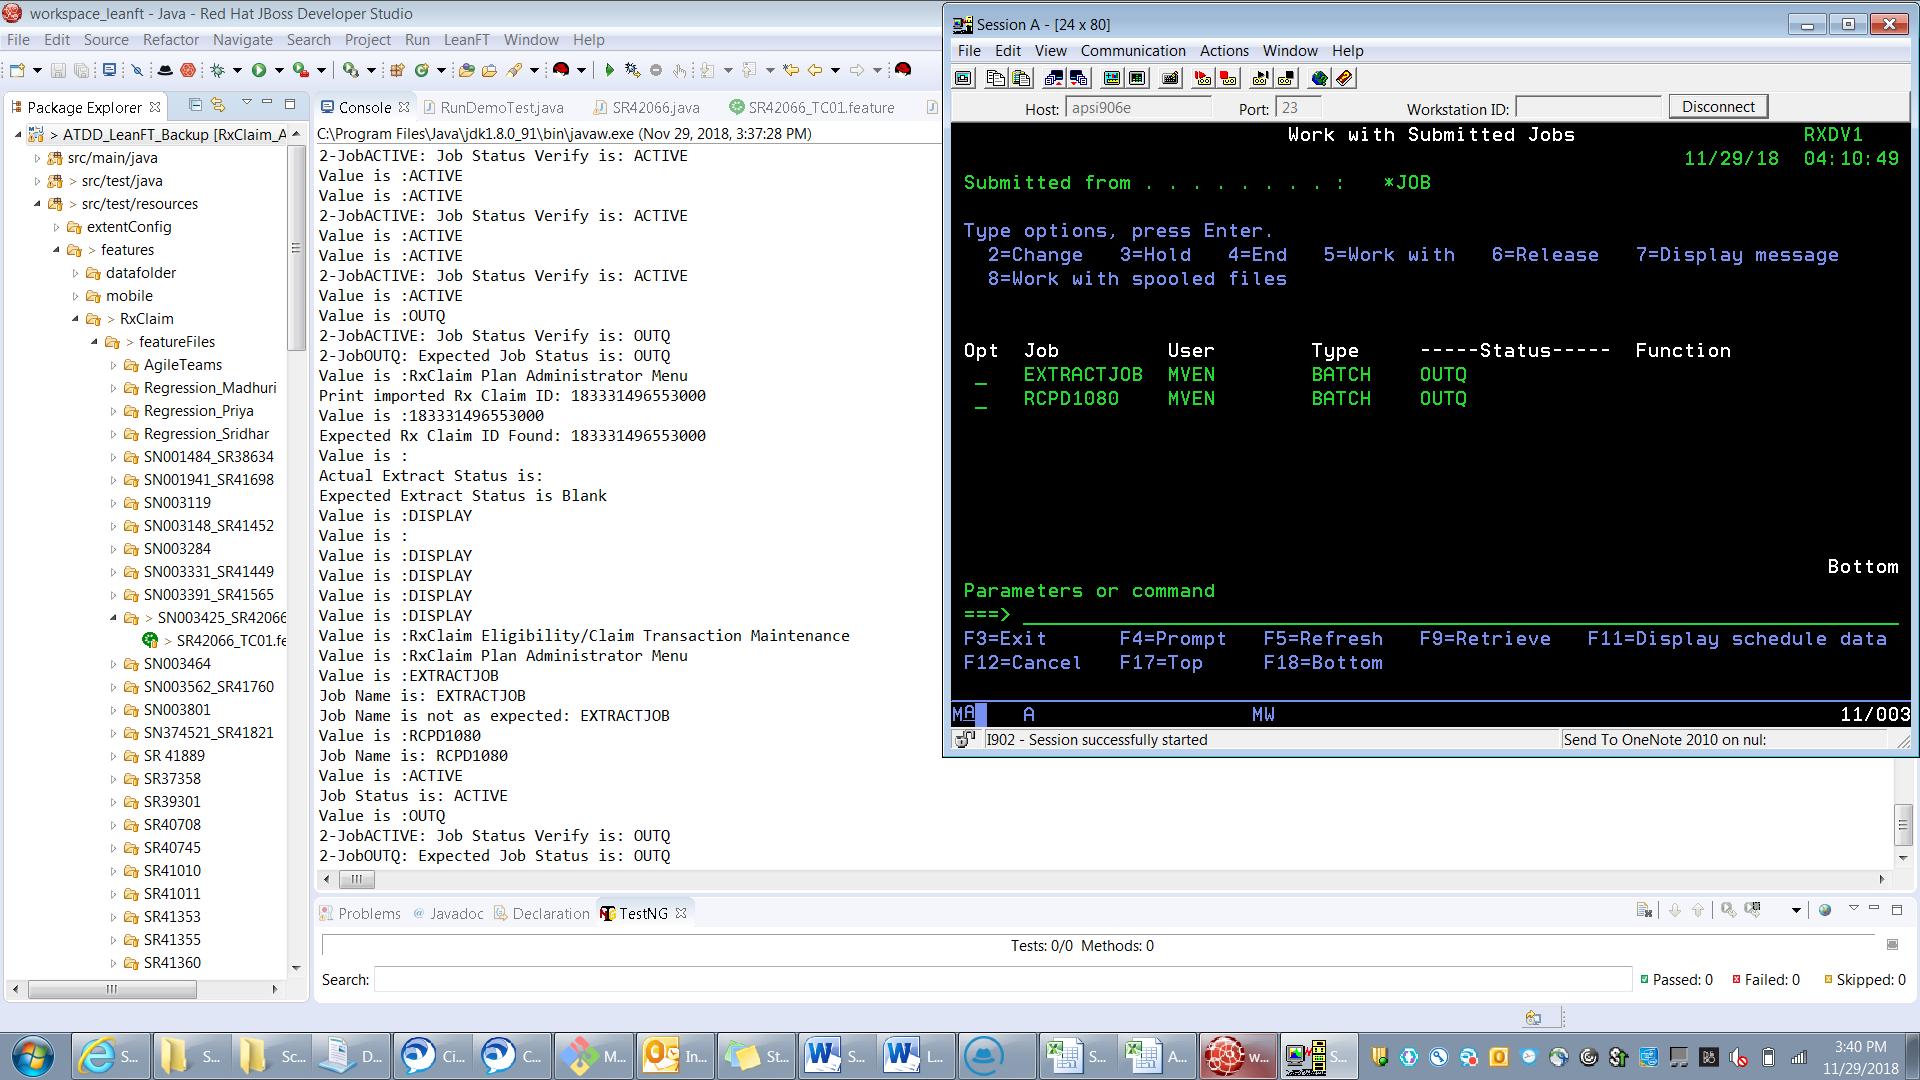 workspace_leanft - Java - Red Hat JBoss Developer Studio
File Edit Source Refactor Navigate Search Project Run LeanFT Window Help
Package Explorer
> ATDD_LeanFT_Backup [RxClaim_A
src/main/java
> src/test/java
> src/test/resources
extentConfig
> features
datafolder
mobile
> RxClaim
> featureFiles
AgileTeams
Regression_Madhuri
Regression_Priya
Regression_Sridhar
SN001484_SR38634
SN001941_SR41698
SN003119
SN003148_SR41452
SN003284
SN003331_SR41449
SN003391_SR41565
> SN003425_SR42066
> SR42066_TC01.fe
SN003464
SN003562_SR41760
SN003801
SN374521_SR41821
SR 41889
SR37358
SR39301
SR40708
SR40745
SR41010
SR41011
SR41353
SR41355
SR41360
Console RunDemoTest.java SR42066.java SR42066_TC01.feature
C:\Program Files\Java\jdk1.8.0_91\bin\javaw.exe (Nov 29, 2018, 3:37:28 PM)
2-JobACTIVE: Job Status Verify is: ACTIVE
Value is :ACTIVE
Value is :ACTIVE
2-JobACTIVE: Job Status Verify is: ACTIVE
Value is :ACTIVE
Value is :ACTIVE
2-JobACTIVE: Job Status Verify is: ACTIVE
Value is :ACTIVE
Value is :OUTQ
2-JobACTIVE: Job Status Verify is: OUTQ
2-JobOUTQ: Expected Job Status is: OUTQ
Value is :RxClaim Plan Administrator Menu
Print imported Rx Claim ID: 183331496553000
Value is :183331496553000
Expected Rx Claim ID Found: 183331496553000
Value is :
Actual Extract Status is:
Expected Extract Status is Blank
Value is :DISPLAY
Value is :
Value is :DISPLAY
Value is :DISPLAY
Value is :DISPLAY
Value is :DISPLAY
Value is :RxClaim Eligibility/Claim Transaction Maintenance
Value is :RxClaim Plan Administrator Menu
Value is :EXTRACTJOB
Job Name is: EXTRACTJOB
Job Name is not as expected: EXTRACTJOB
Value is :RCPD1080
Job Name is: RCPD1080
Value is :ACTIVE
Job Status is: ACTIVE
Value is :OUTQ
2-JobACTIVE: Job Status Verify is: OUTQ
2-JobOUTQ: Expected Job Status is: OUTQ
Session A - [24 x 80]
File Edit View Communication Actions Window Help
Host: apsi906e Port: 23 Workstation ID: Disconnect
Work with Submitted Jobs RXDV1
11/29/18 04:10:49
Submitted from . . . . . . . . : *JOB
Type options, press Enter.
2=Change 3=Hold 4=End 5=Work with 6=Release 7=Display message
8=Work with spooled files
Opt Job User Type -----Status----- Function
_ EXTRACTJOB MVEN BATCH OUTQ
_ RCPD1080 MVEN BATCH OUTQ
Bottom
Parameters or command
===>
F3=Exit F4=Prompt F5=Refresh F9=Retrieve F11=Display schedule data
F12=Cancel F17=Top F18=Bottom
MA A MW 11/003
I902 - Session successfully started Send To OneNote 2010 on nul:
Problems @ Javadoc Declaration TestNG
Tests: 0/0 Methods: 0
Search: Passed: 0 Failed: 0 Skipped: 0
S... S... Sc... D... Ci... C... M... In... St... S... L... S... A... w... S...
3:40 PM
11/29/2018